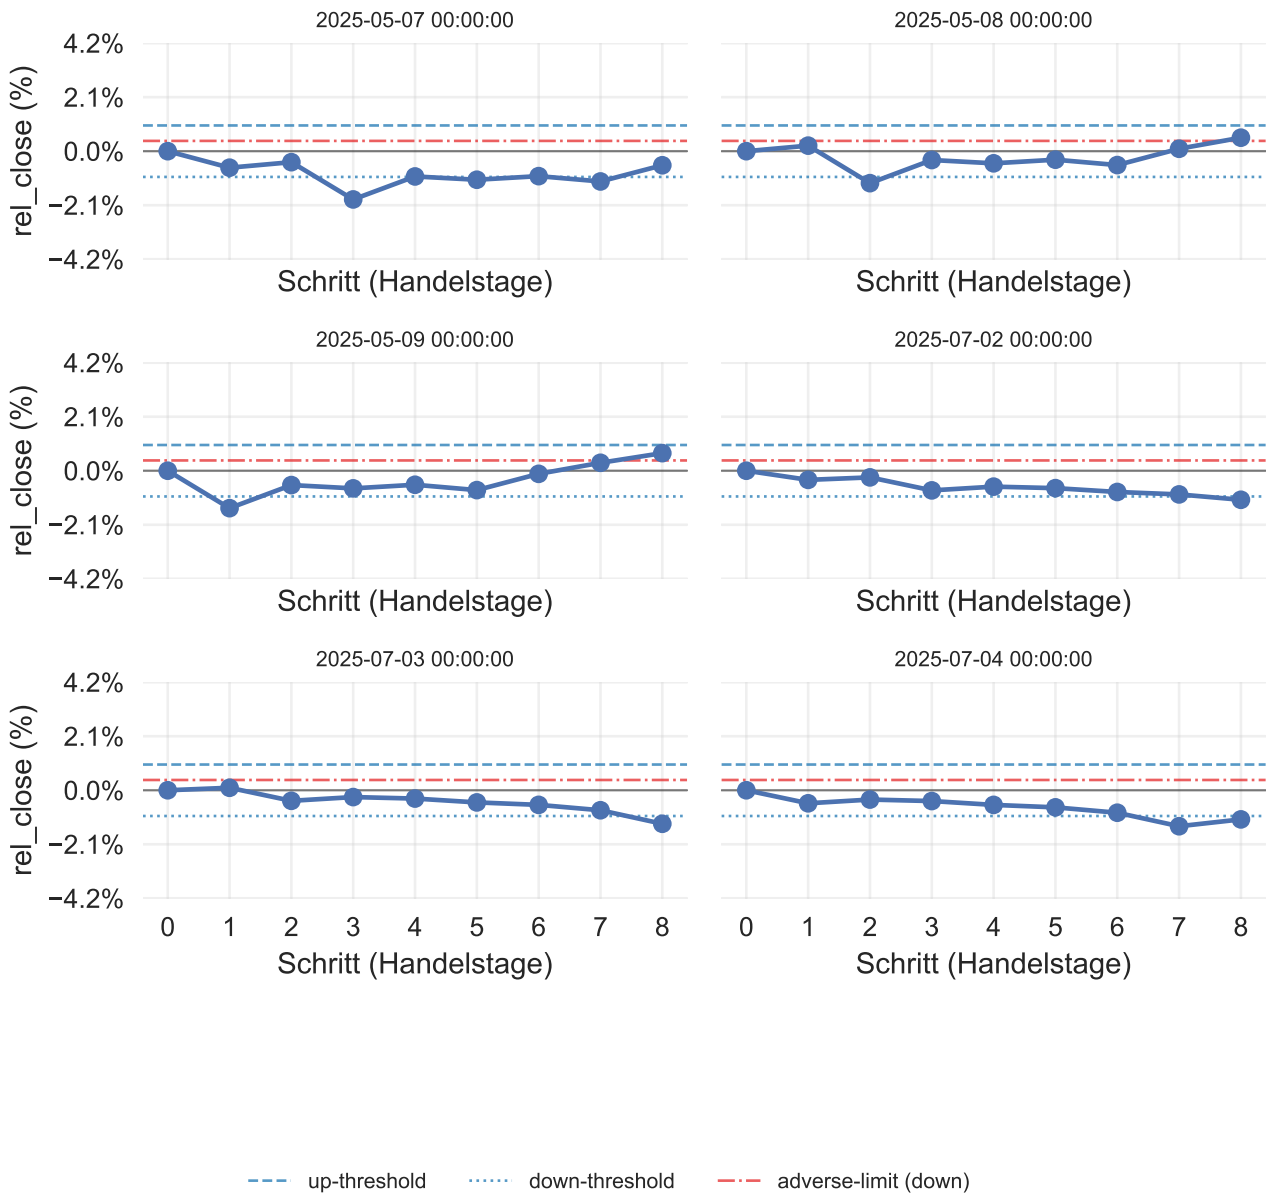 2025-05-07 00:00:00
2025-05-08 00:00:00
4.2%
2.1%
0.0%
−2.1%
−4.2%
rel_close (%)
Schritt (Handelstage)
Schritt (Handelstage)
2025-05-09 00:00:00
2025-07-02 00:00:00
4.2%
2.1%
0.0%
−2.1%
−4.2%
rel_close (%)
Schritt (Handelstage)
Schritt (Handelstage)
2025-07-03 00:00:00
2025-07-04 00:00:00
4.2%
2.1%
0.0%
−2.1%
−4.2%
rel_close (%)
0 1 2 3 4 5 6 7 8
0 1 2 3 4 5 6 7 8
Schritt (Handelstage)
Schritt (Handelstage)
up-threshold
down-threshold
adverse-limit (down)